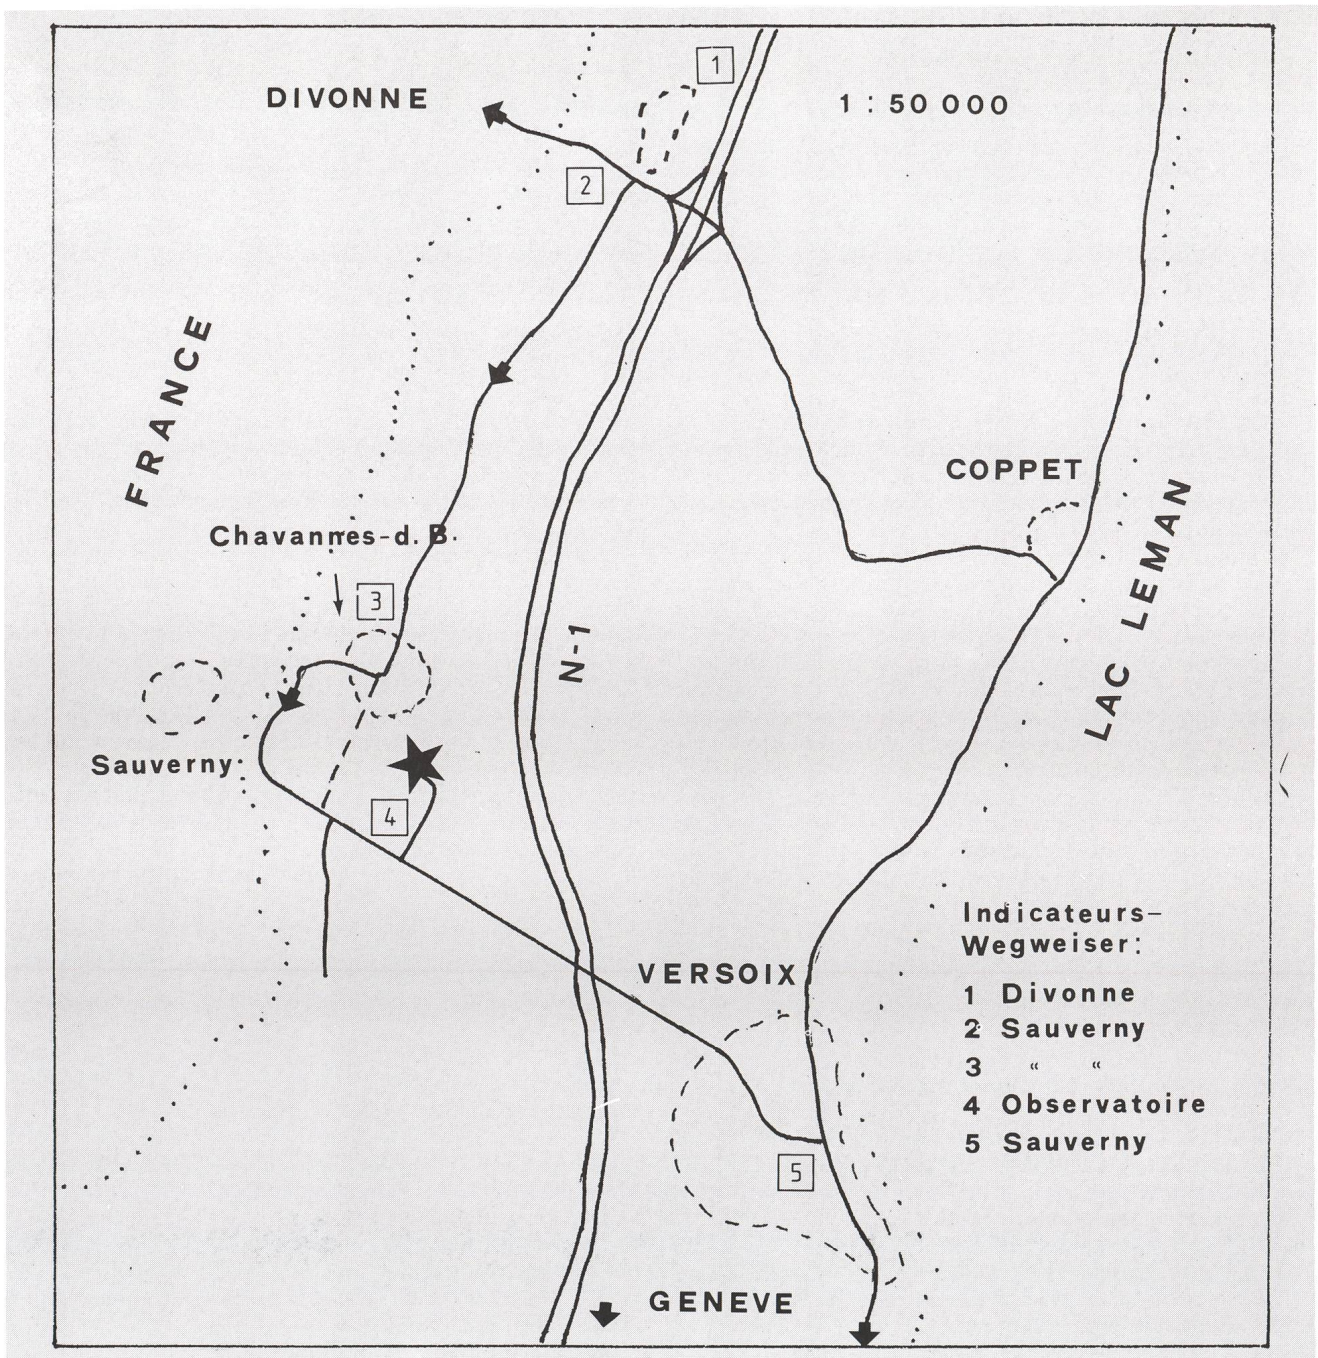 1
DIVONNE
1 : 50 000
2
FRANCE
COPPET
Chavannes-d. B.
3
N-1
LAC LEMAN
Sauverny
4
Indicateurs-
Wegweiser:
VERSOIX
1 Divonne
2 Sauverny
3 “ “
4 Observatoire
5 Sauverny
5
GENEVE